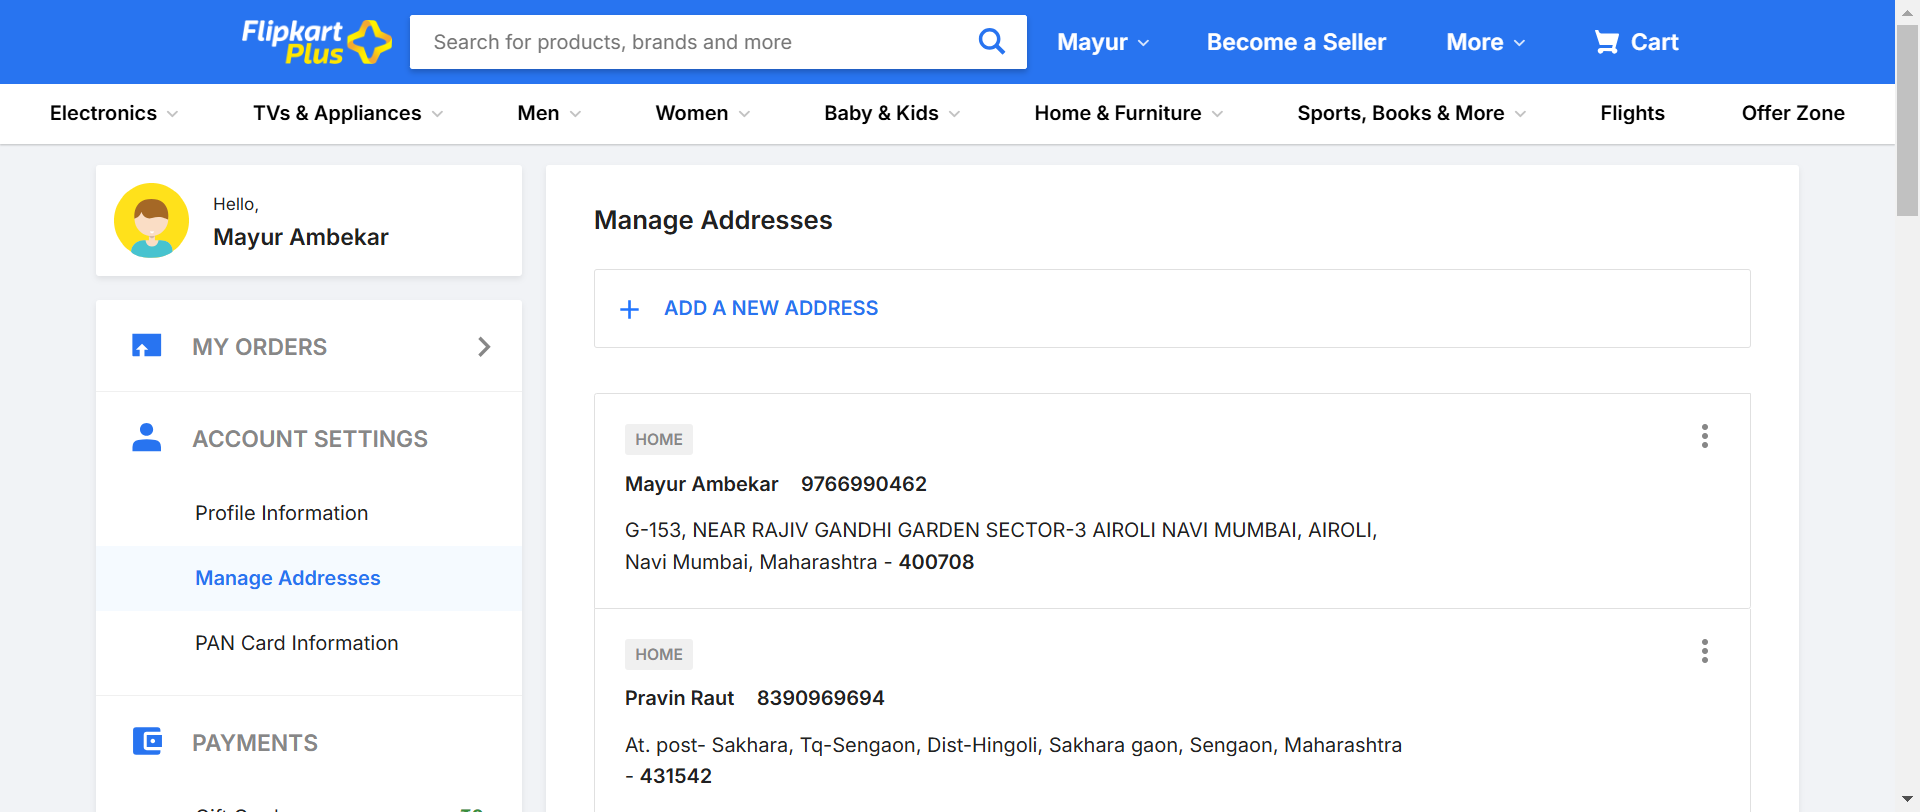 Flipkart
Plus
Search for products, brands and more
Mayur
Become a Seller
More
Cart
Electronics
TVs & Appliances
Men
Women
Baby & Kids
Home & Furniture
Sports, Books & More
Flights
Offer Zone
Hello,
Mayur Ambekar
MY ORDERS
ACCOUNT SETTINGS
Profile Information
Manage Addresses
PAN Card Information
PAYMENTS
Manage Addresses
+ ADD A NEW ADDRESS
HOME
Mayur Ambekar 9766990462
G-153, NEAR RAJIV GANDHI GARDEN SECTOR-3 AIROLI NAVI MUMBAI, AIROLI,
Navi Mumbai, Maharashtra - 400708
HOME
Pravin Raut 8390969694
At. post- Sakhara, Tq-Sengaon, Dist-Hingoli, Sakhara gaon, Sengaon, Maharashtra
- 431542